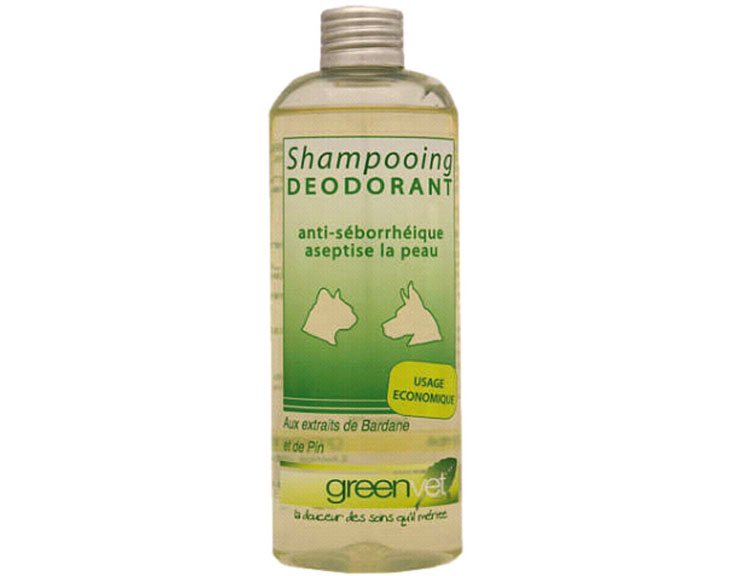 Shampooing
DEODORANT
anti-séborrhéique
aseptise la peau
USAGE
ECONOMIQUE
Aux extraits de Bardane
et de Pin
greenvet
la douceur des soins qu'il mérite